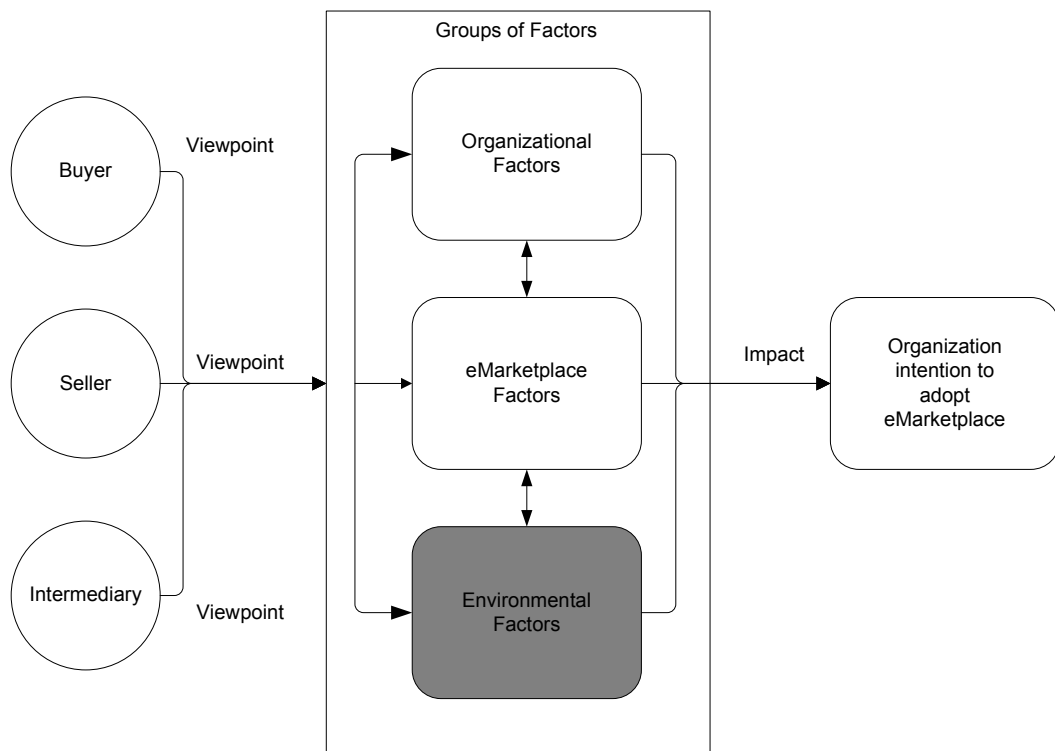 Groups of Factors
Buyer
Viewpoint
Organizational
Factors
Seller
Viewpoint
eMarketplace
Factors
Impact
Organization
intention to
adopt
eMarketplace
Intermediary
Viewpoint
Environmental
Factors